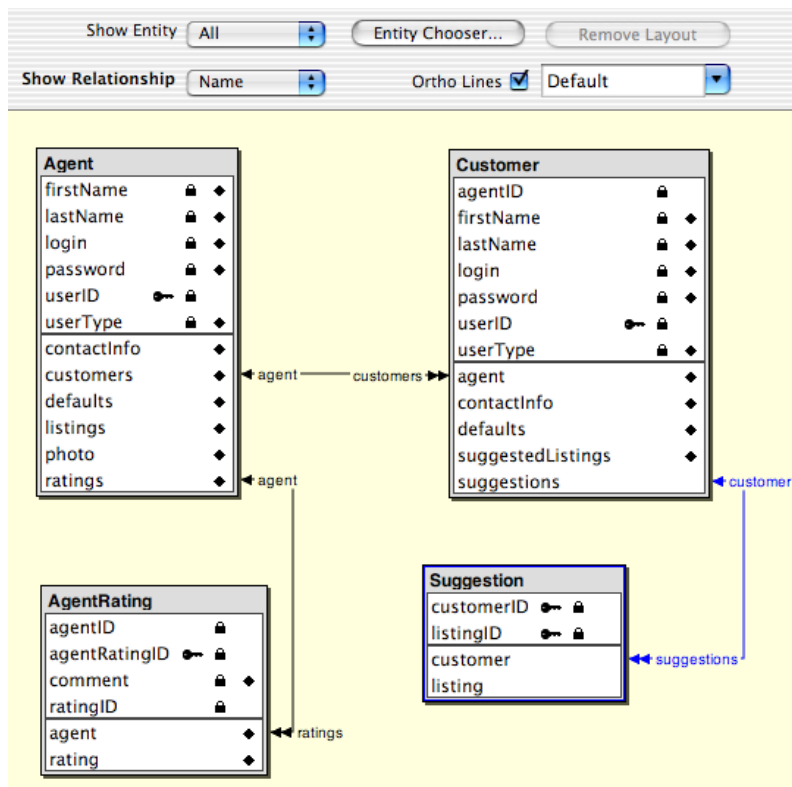 Show Entity All Entity Chooser... Remove Layout
Show Relationship Name Ortho Lines Default
Agent
firstName
lastName
login
password
userID
userType
contactInfo
customers
defaults
listings
photo
ratings
agent customers
agent
Customer
agentID
firstName
lastName
login
password
userID
userType
agent
contactInfo
defaults
suggestedListings
suggestions
customer
AgentRating
agentID
agentRatingID
comment
ratingID
agent
rating
ratings
Suggestion
customerID
listingID
customer
listing
suggestions